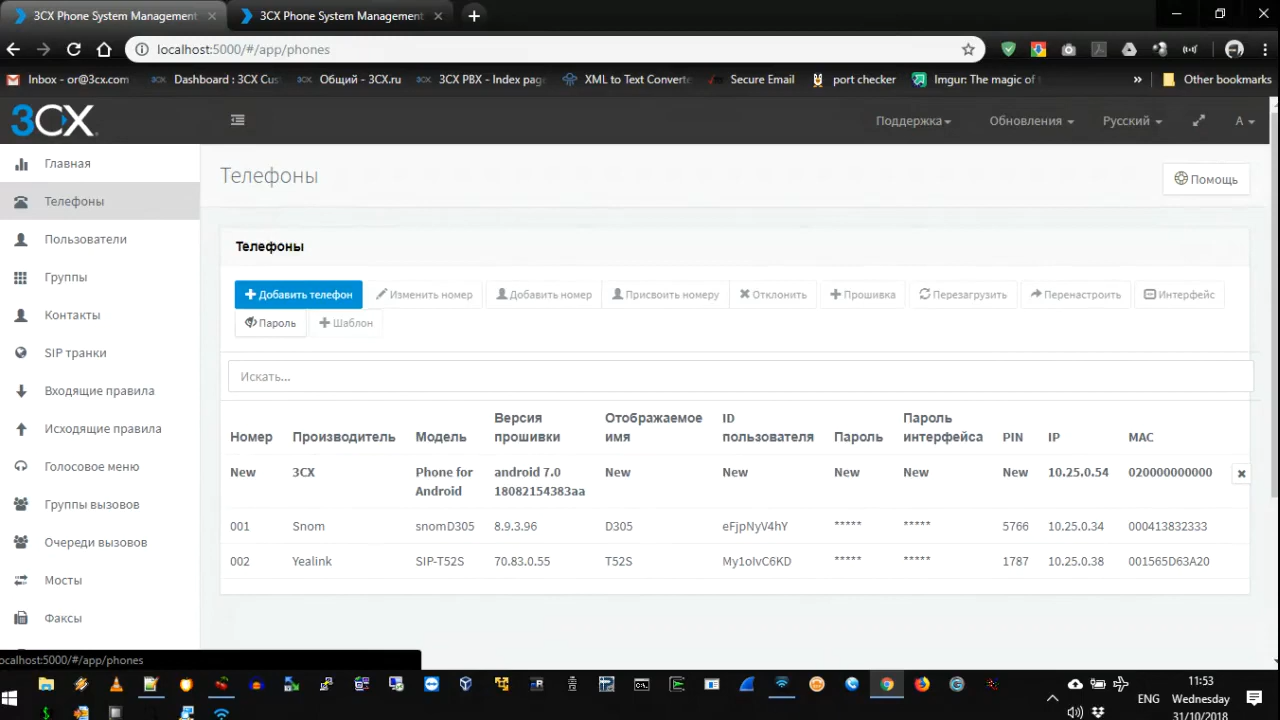 3CX Phone System Management
3CX Phone System Management
localhost:5000/#/app/phones
Inbox - or@3cx.com
Dashboard : 3CX Cus
Общий - 3CX.ru
3CX PBX - Index page
XML to Text Converte
Secure Email
port checker
Imgur: The magic of
»
Other bookmarks
3CX
Поддержка
Обновления
Русский
A
Главная
Телефоны
Пользователи
Группы
Контакты
SIP транки
Входящие правила
Исходящие правила
Голосовое меню
Группы вызовов
Очереди вызовов
Мосты
Факсы
Телефоны
Помощь
Телефоны
Добавить телефон
Изменить номер
Добавить номер
Присвоить номеру
Отклонить
Прошивка
Перезагрузить
Перенастроить
Интерфейс
Пароль
Шаблон
Искать...
Номер Производитель Модель Версия прошивки Отображаемое имя ID пользователя Пароль Пароль интерфейса PIN IP MAC
New 3CX Phone for Android android 7.0 18082154383aa New New New New New 10.25.0.54 020000000000
001 Snom snomD305 8.9.3.96 D305 eFjpNyV4hY ***** ***** 5766 10.25.0.34 000413832333
002 Yealink SIP-T52S 70.83.0.55 T52S My1oIvC6KD ***** ***** 1787 10.25.0.38 001565D63A20
ocalhost:5000/#/app/phones
ENG
11:53
Wednesday
31/10/2018